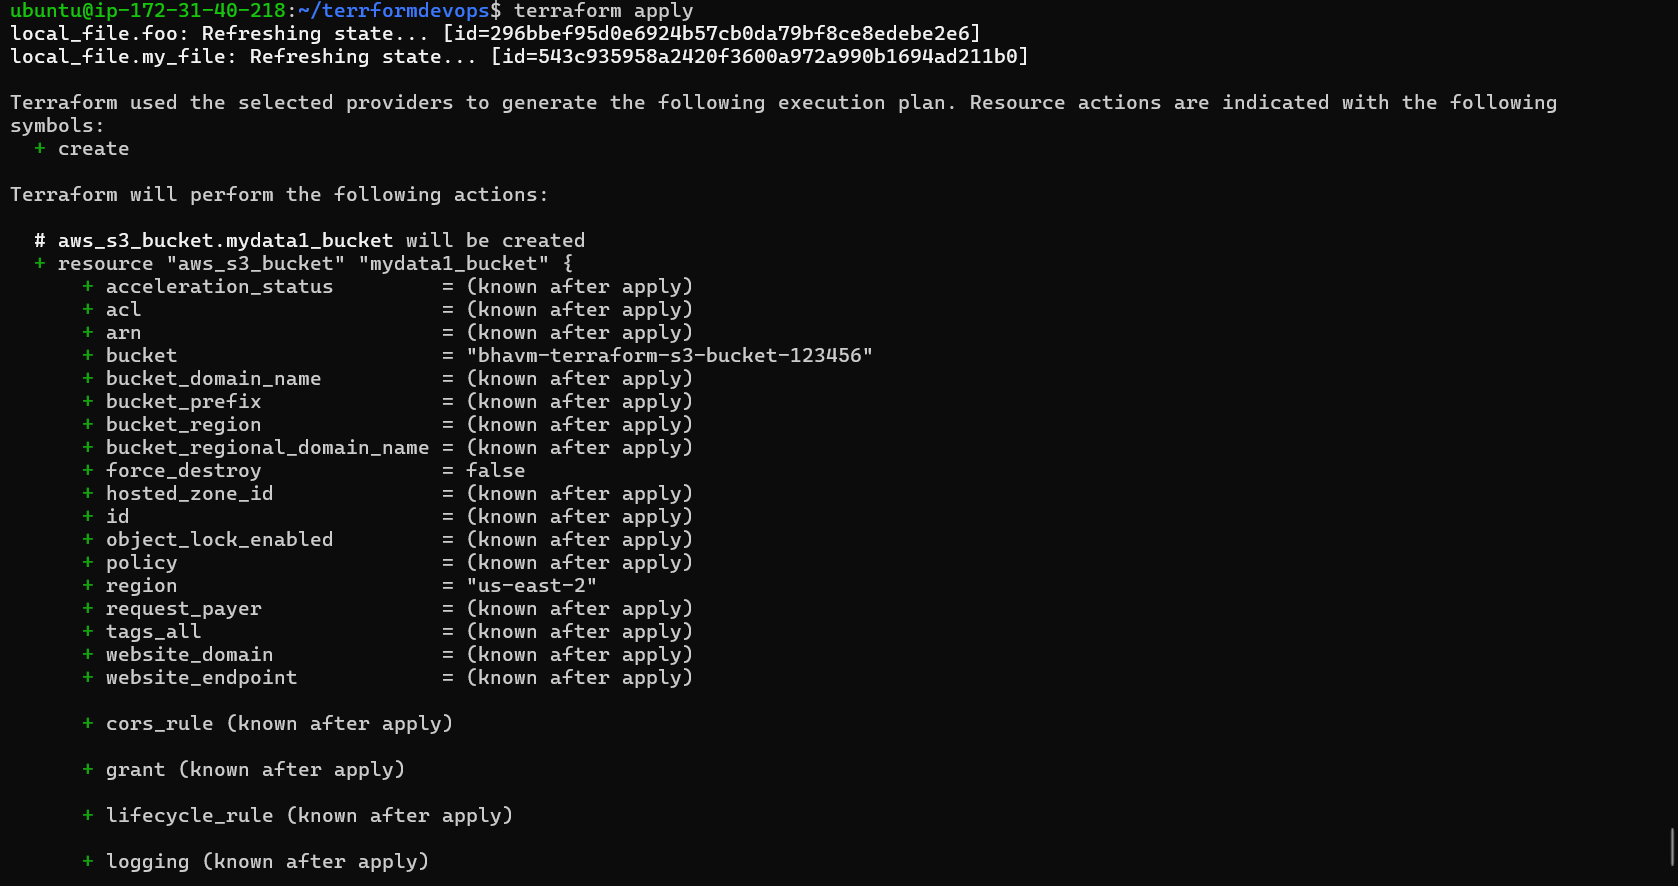 ubuntu@ip-172-31-40-218:~/terrformdevops$ terraform apply
local_file.foo: Refreshing state... [id=296bbef95d0e6924b57cb0da79bf8ce8edebe2e6]
local_file.my_file: Refreshing state... [id=543c935958a2420f3600a972a990b1694ad211b0]

Terraform used the selected providers to generate the following execution plan. Resource actions are indicated with the following
symbols:
  + create

Terraform will perform the following actions:

  # aws_s3_bucket.mydata1_bucket will be created
  + resource "aws_s3_bucket" "mydata1_bucket" {
      + acceleration_status         = (known after apply)
      + acl                         = (known after apply)
      + arn                         = (known after apply)
      + bucket                      = "bhavm-terraform-s3-bucket-123456"
      + bucket_domain_name          = (known after apply)
      + bucket_prefix               = (known after apply)
      + bucket_region               = (known after apply)
      + bucket_regional_domain_name = (known after apply)
      + force_destroy               = false
      + hosted_zone_id              = (known after apply)
      + id                          = (known after apply)
      + object_lock_enabled         = (known after apply)
      + policy                      = (known after apply)
      + region                      = "us-east-2"
      + request_payer               = (known after apply)
      + tags_all                    = (known after apply)
      + website_domain              = (known after apply)
      + website_endpoint            = (known after apply)

      + cors_rule (known after apply)

      + grant (known after apply)

      + lifecycle_rule (known after apply)

      + logging (known after apply)